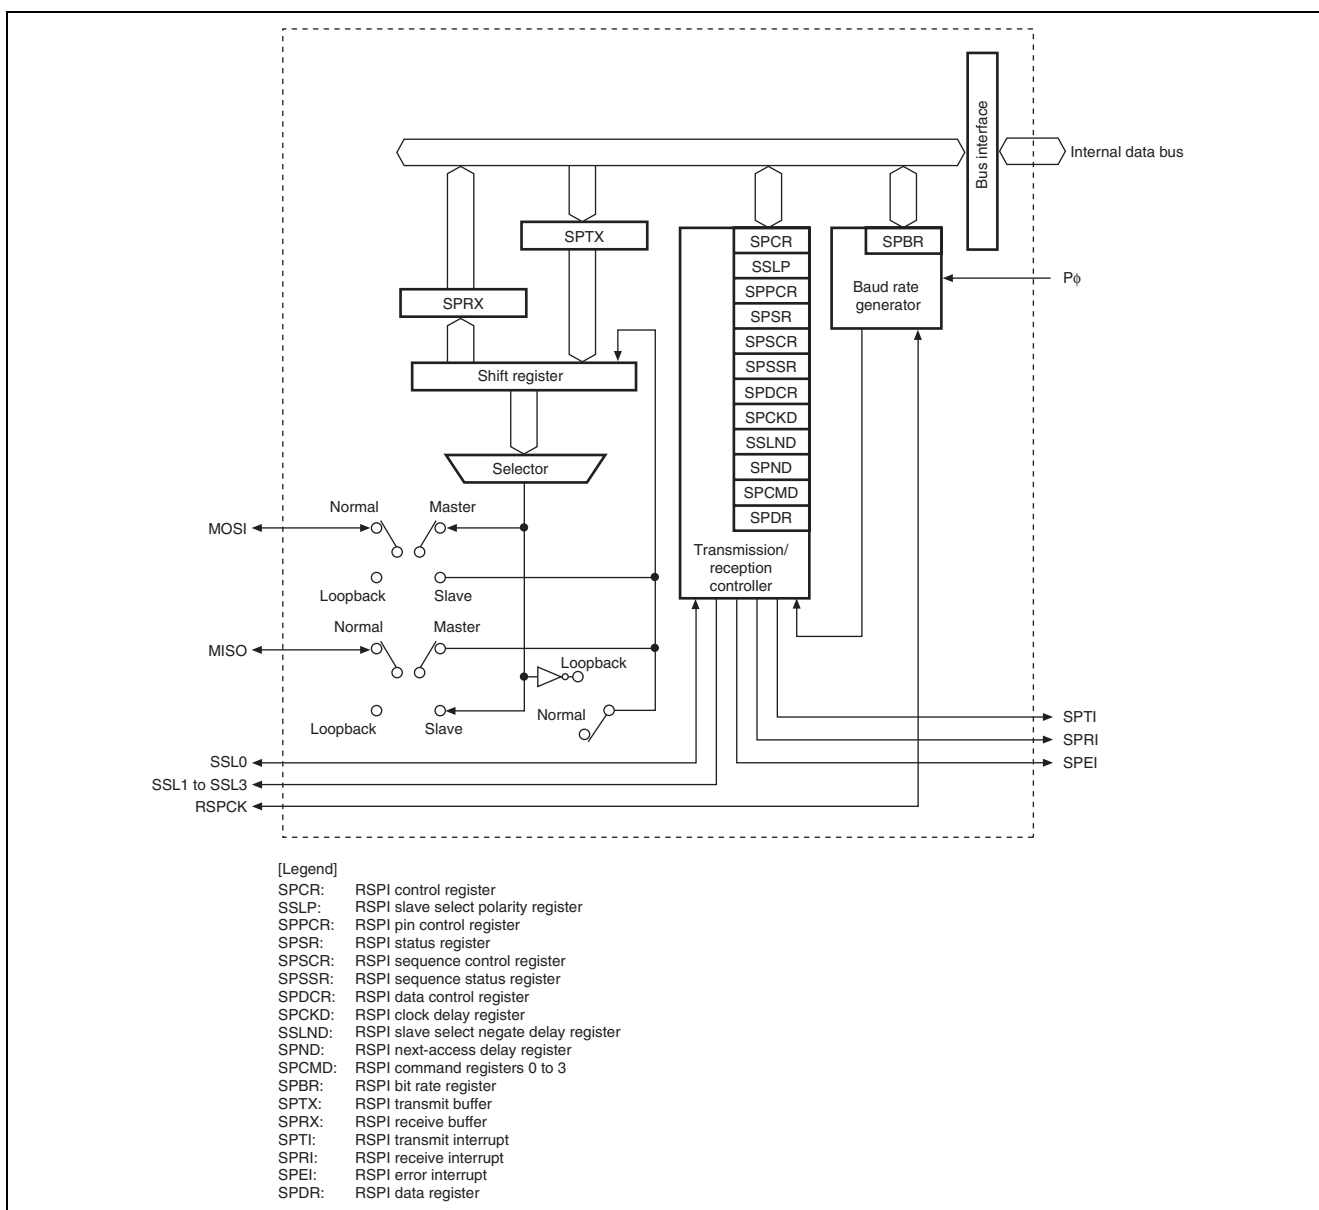 Bus interface
Internal data bus
SPTX
SPCR
SPBR
SSLP
Baud rate
generator
Pφ
SPPCR
SPRX
SPSR
SPSCR
Shift register
SPSSR
SPDCR
SPCKD
SSLND
Selector
SPND
SPCMD
SPDR
Normal
Master
MOSI
Transmission/
reception
controller
Loopback
Slave
Normal
Master
MISO
Loopback
Normal
Loopback
Slave
SPTI
SPRI
SSL0
SPEI
SSL1 to SSL3
RSPCK
[Legend]
SPCR: RSPI control register
SSLP: RSPI slave select polarity register
SPPCR: RSPI pin control register
SPSR: RSPI status register
SPSCR: RSPI sequence control register
SPSSR: RSPI sequence status register
SPDCR: RSPI data control register
SPCKD: RSPI clock delay register
SSLND: RSPI slave select negate delay register
SPND: RSPI next-access delay register
SPCMD: RSPI command registers 0 to 3
SPBR: RSPI bit rate register
SPTX: RSPI transmit buffer
SPRX: RSPI receive buffer
SPTI: RSPI transmit interrupt
SPRI: RSPI receive interrupt
SPEI: RSPI error interrupt
SPDR: RSPI data register